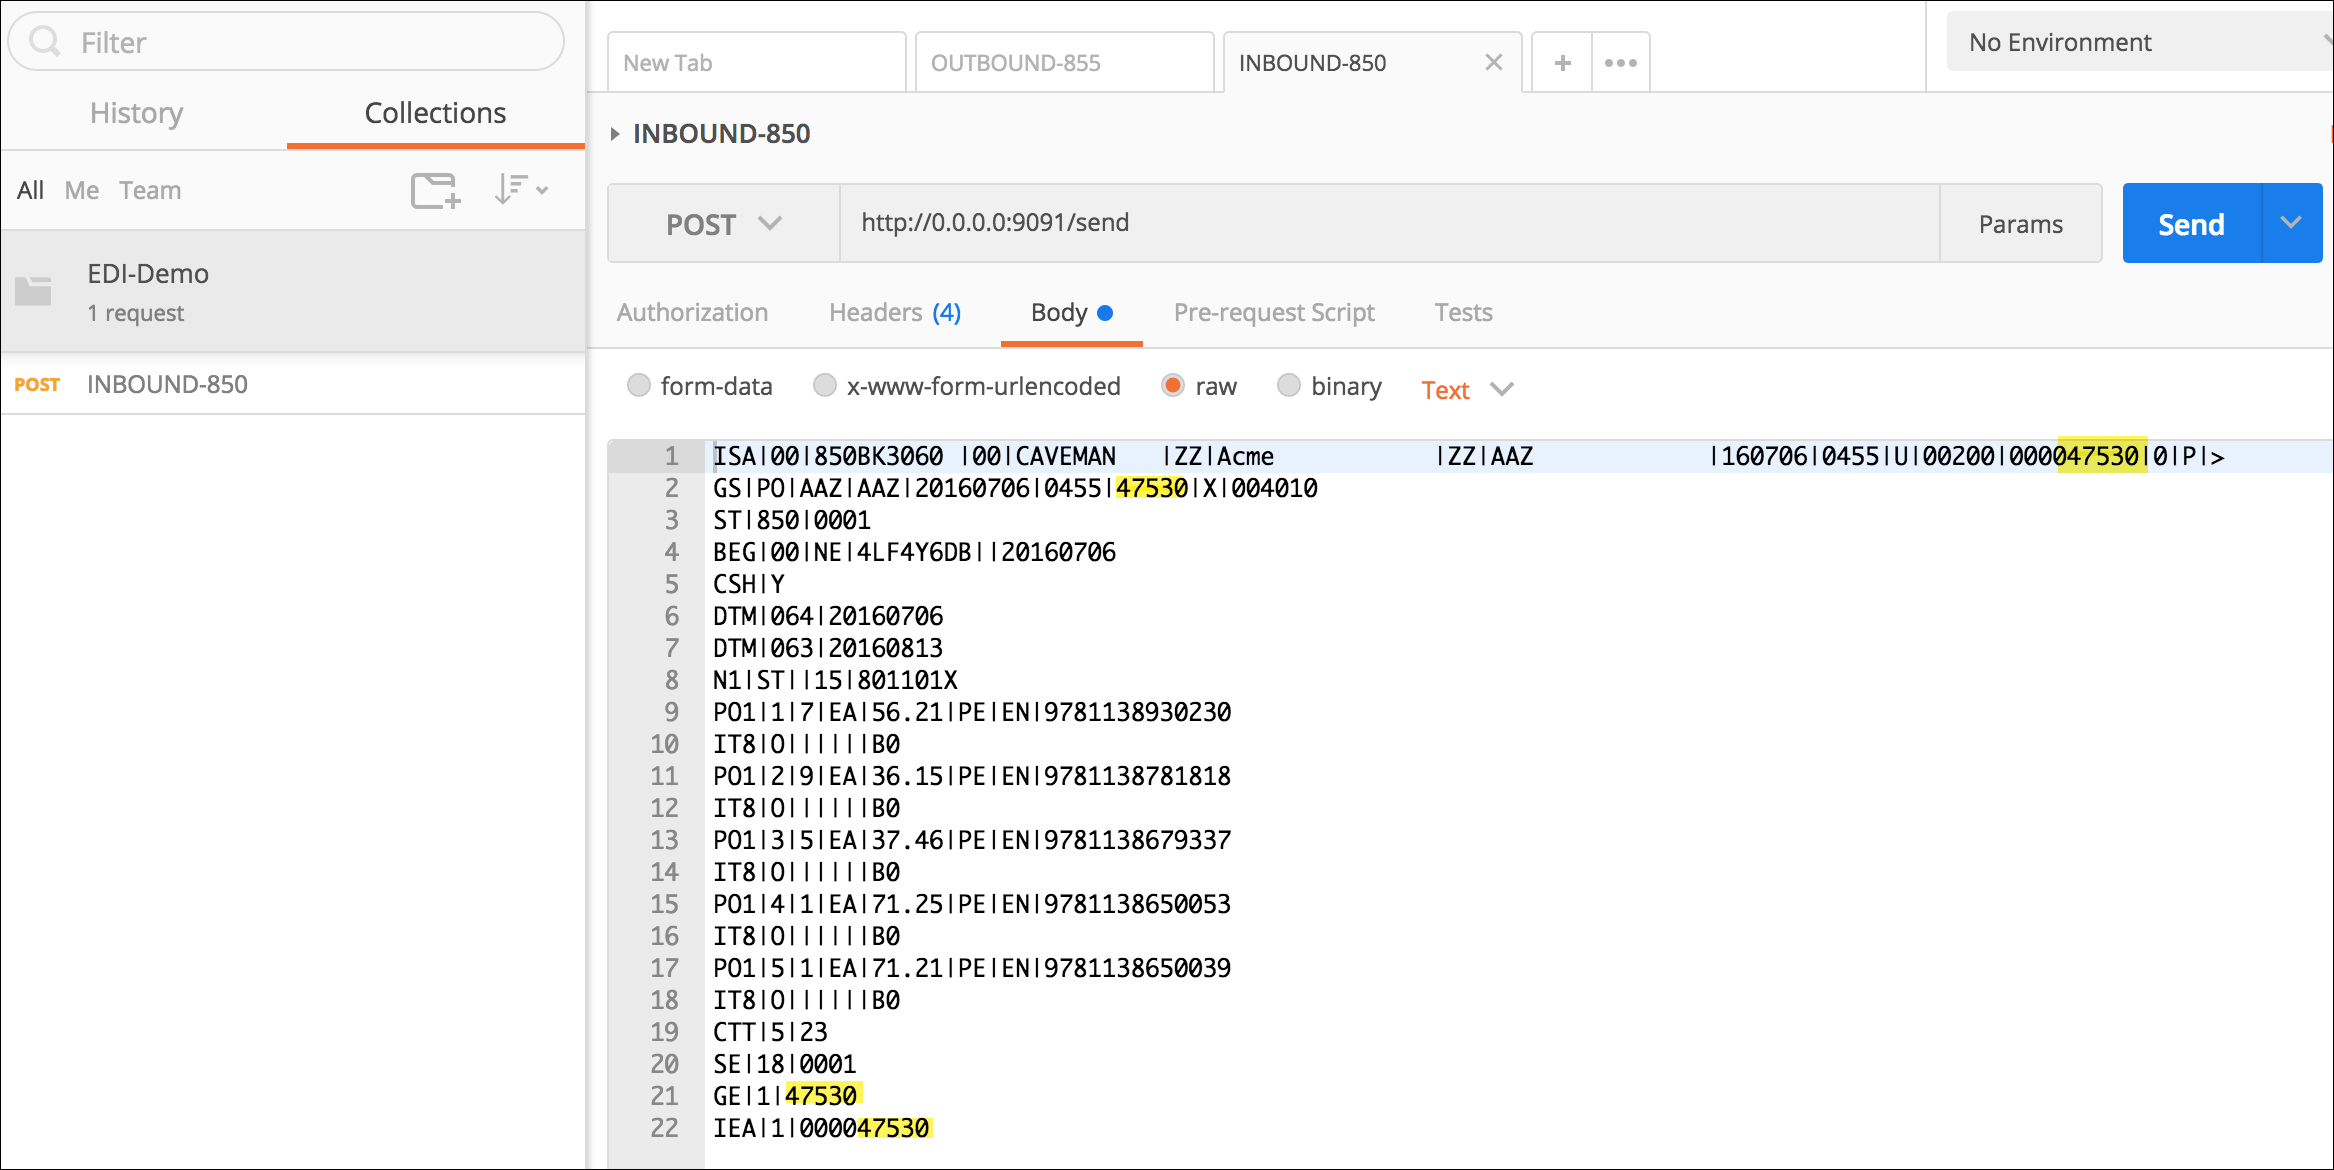 Filter
History Collections
All Me Team
EDI-Demo
1 request
POST INBOUND-850
New Tab OUTBOUND-855 INBOUND-850
No Environment
INBOUND-850
POST http://0.0.0.0:9091/send Params Send
Authorization Headers (4) Body Pre-request Script Tests
form-data x-www-form-urlencoded raw binary Text
1 ISA|00|850BK3060 |00|CAVEMAN   |ZZ|Acme           |ZZ|AAZ            |160706|0455|U|00200|000047530|0|P|>
2 GS|PO|AAZ|AAZ|20160706|0455|47530|X|004010
3 ST|850|0001
4 BEG|00|NE|4LF4Y6DB||20160706
5 CSH|Y
6 DTM|064|20160706
7 DTM|063|20160813
8 N1|ST||15|801101X
9 PO1|1|7|EA|56.21|PE|EN|9781138930230
10 IT8|O||||||B0
11 PO1|2|9|EA|36.15|PE|EN|9781138781818
12 IT8|O||||||B0
13 PO1|3|5|EA|37.46|PE|EN|9781138679337
14 IT8|O||||||B0
15 PO1|4|1|EA|71.25|PE|EN|9781138650053
16 IT8|O||||||B0
17 PO1|5|1|EA|71.21|PE|EN|9781138650039
18 IT8|O||||||B0
19 CTT|5|23
20 SE|18|0001
21 GE|1|47530
22 IEA|1|000047530